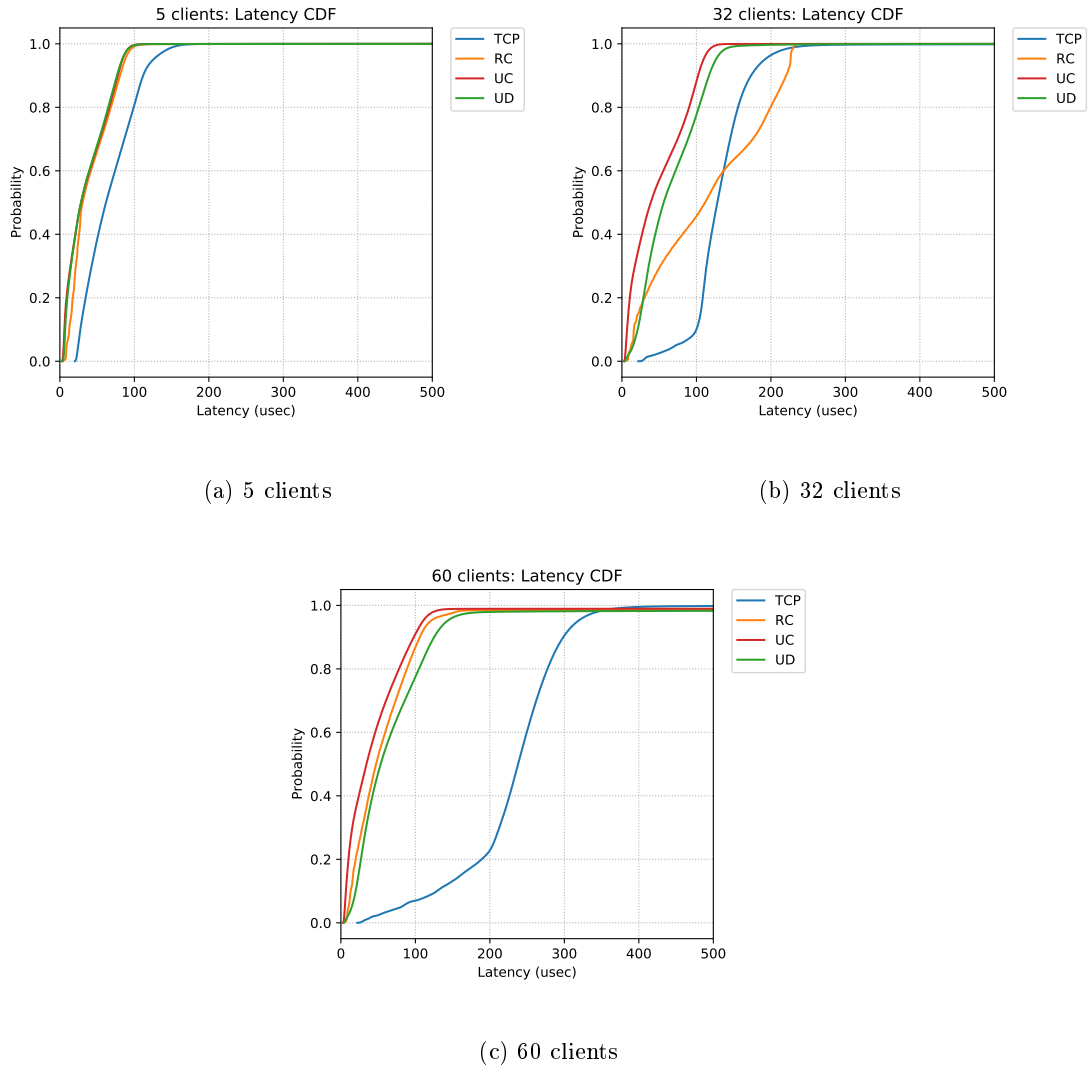 5 clients: Latency CDF
1.0
0.8
0.6
0.4
0.2
0.0
Probability
0 100 200 300 400 500
Latency (usec)
TCP
RC
UC
UD
(a) 5 clients
32 clients: Latency CDF
1.0
0.8
0.6
0.4
0.2
0.0
Probability
0 100 200 300 400 500
Latency (usec)
TCP
RC
UC
UD
(b) 32 clients
60 clients: Latency CDF
1.0
0.8
0.6
0.4
0.2
0.0
Probability
0 100 200 300 400 500
Latency (usec)
TCP
RC
UC
UD
(c) 60 clients